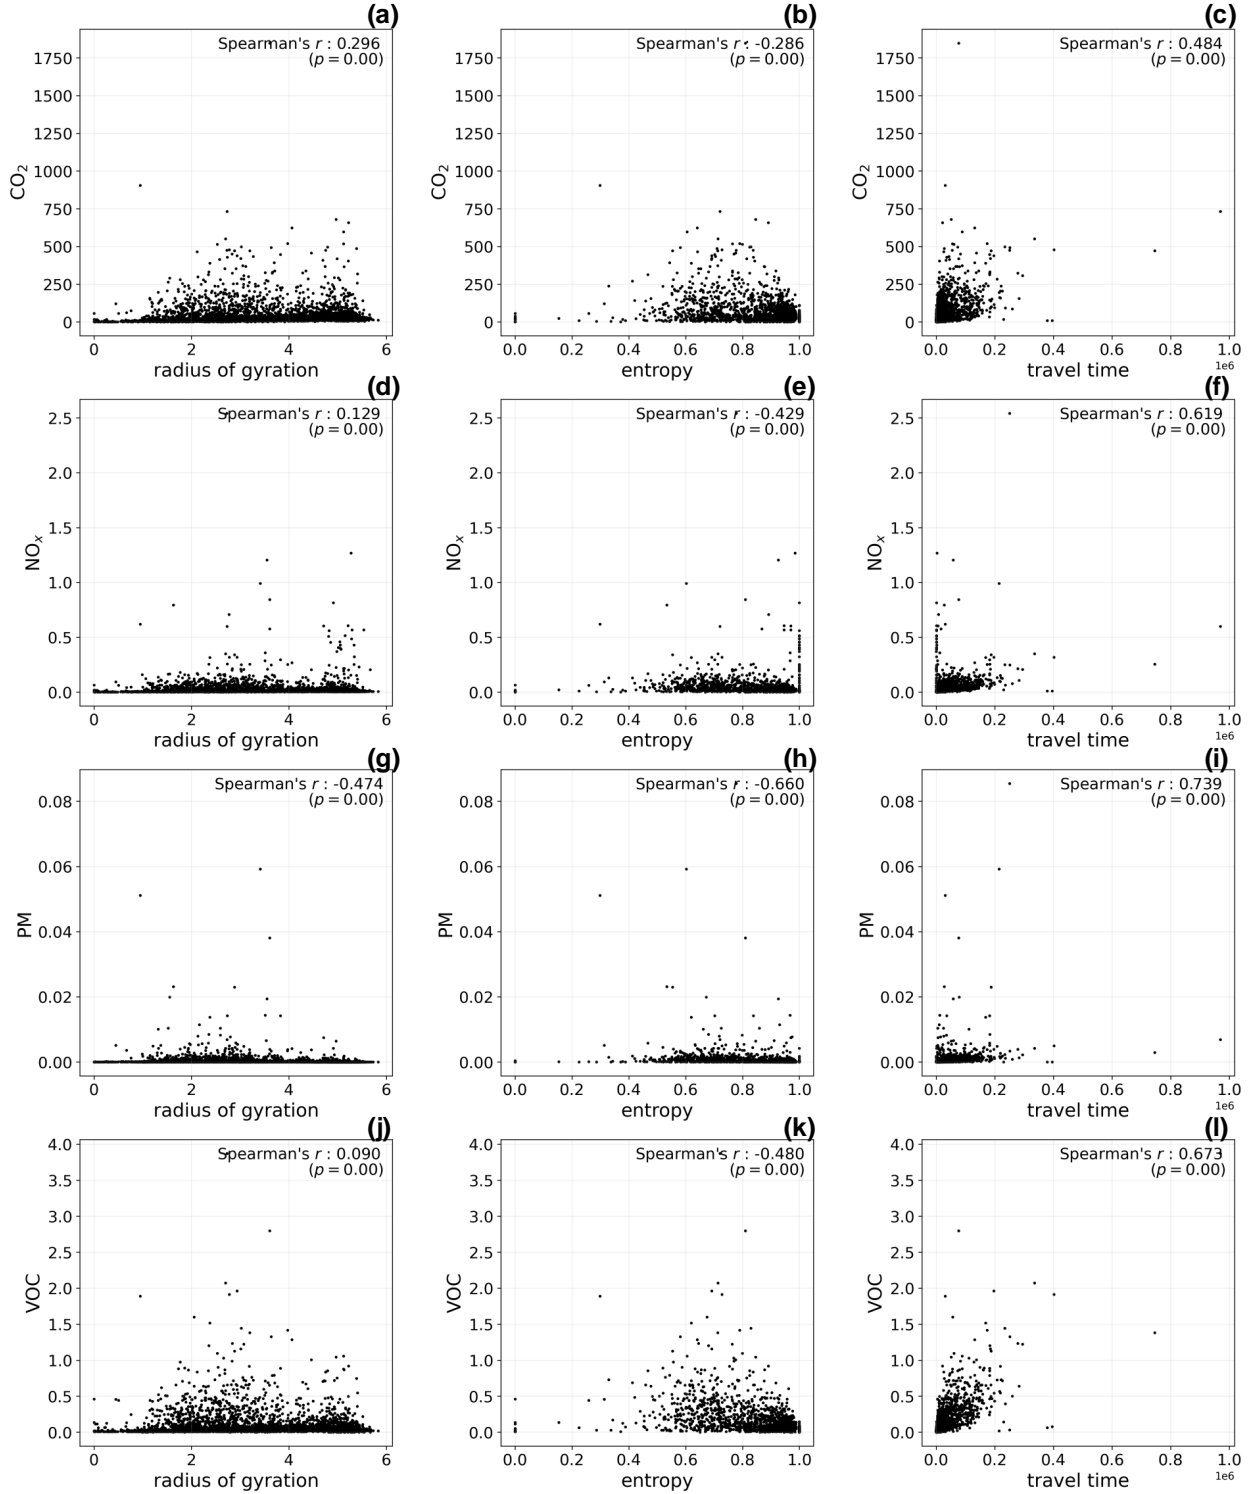 (a)
Spearman's r : 0.296
(p = 0.00)
1750
1500
1250
1000
750
500
250
0
CO2
0 2 4 6
radius of gyration
(b)
Spearman's r : -0.286
(p = 0.00)
1750
1500
1250
1000
750
500
250
0
CO2
0.0 0.2 0.4 0.6 0.8 1.0
entropy
(c)
Spearman's r : 0.484
(p = 0.00)
1750
1500
1250
1000
750
500
250
0
CO2
0.0 0.2 0.4 0.6 0.8 1.0
travel time 1e6
(d)
Spearman's r : 0.129
(p = 0.00)
2.5
2.0
1.5
1.0
0.5
0.0
NOx
0 2 4 6
radius of gyration
(e)
Spearman's r : -0.429
(p = 0.00)
2.5
2.0
1.5
1.0
0.5
0.0
NOx
0.0 0.2 0.4 0.6 0.8 1.0
entropy
(f)
Spearman's r : 0.619
(p = 0.00)
2.5
2.0
1.5
1.0
0.5
0.0
NOx
0.0 0.2 0.4 0.6 0.8 1.0
travel time 1e6
(g)
Spearman's r : -0.474
(p = 0.00)
0.08
0.06
0.04
0.02
0.00
PM
0 2 4 6
radius of gyration
(h)
Spearman's r : -0.660
(p = 0.00)
0.08
0.06
0.04
0.02
0.00
PM
0.0 0.2 0.4 0.6 0.8 1.0
entropy
(i)
Spearman's r : 0.739
(p = 0.00)
0.08
0.06
0.04
0.02
0.00
PM
0.0 0.2 0.4 0.6 0.8 1.0
travel time 1e6
(j)
Spearman's r : 0.090
(p = 0.00)
4.0
3.5
3.0
2.5
2.0
1.5
1.0
0.5
0.0
VOC
0 2 4 6
radius of gyration
(k)
Spearman's r : -0.480
(p = 0.00)
4.0
3.5
3.0
2.5
2.0
1.5
1.0
0.5
0.0
VOC
0.0 0.2 0.4 0.6 0.8 1.0
entropy
(l)
Spearman's r : 0.673
(p = 0.00)
4.0
3.5
3.0
2.5
2.0
1.5
1.0
0.5
0.0
VOC
0.0 0.2 0.4 0.6 0.8 1.0
travel time 1e6